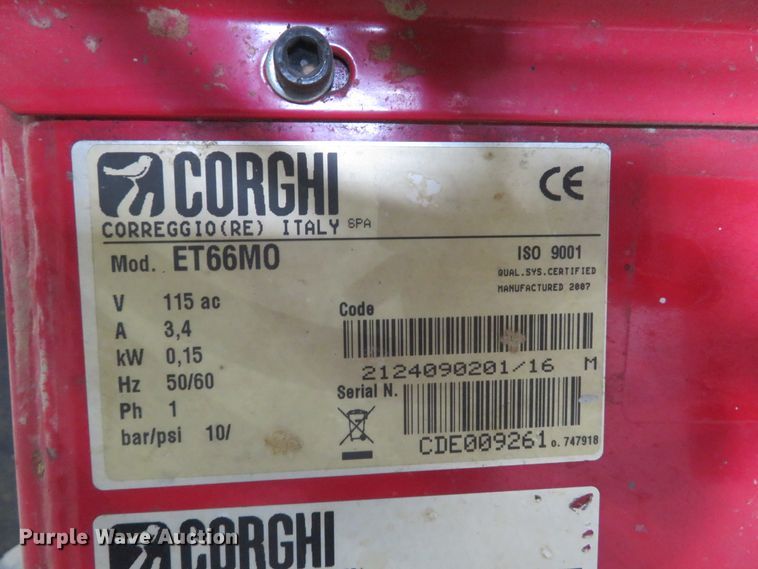 CORGHI
CORREGGIO(RE) ITALY SPA
CE
Mod. ET66MO
ISO 9001
QUAL.SYS.CERTIFIED
MANUFACTURED 2007
V 115 ac
A 3,4
kW 0,15
Hz 50/60
Ph 1
bar/psi 10/
Code
2124090201/16 M
Serial N.
CDE009261 o. 747918
CORGHI
Purple Wave Auction